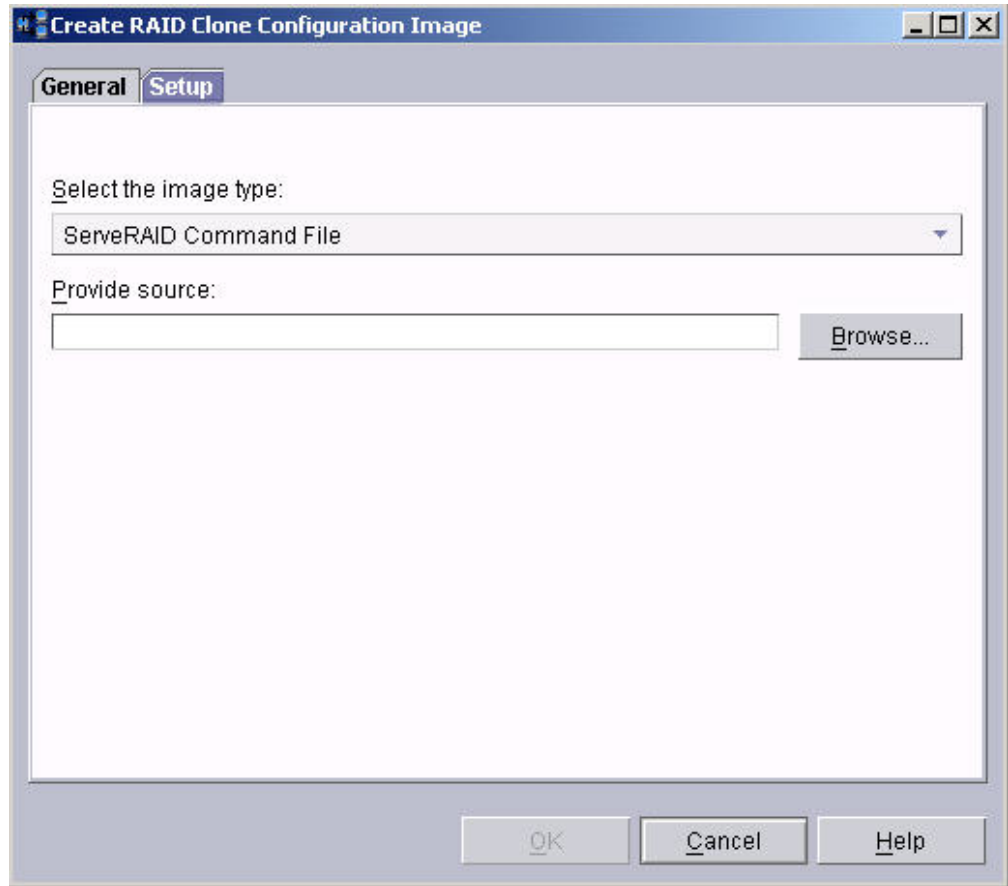 Create RAID Clone Configuration Image
General Setup
Select the image type:
ServeRAID Command File
Provide source:
Browse...
OK Cancel Help